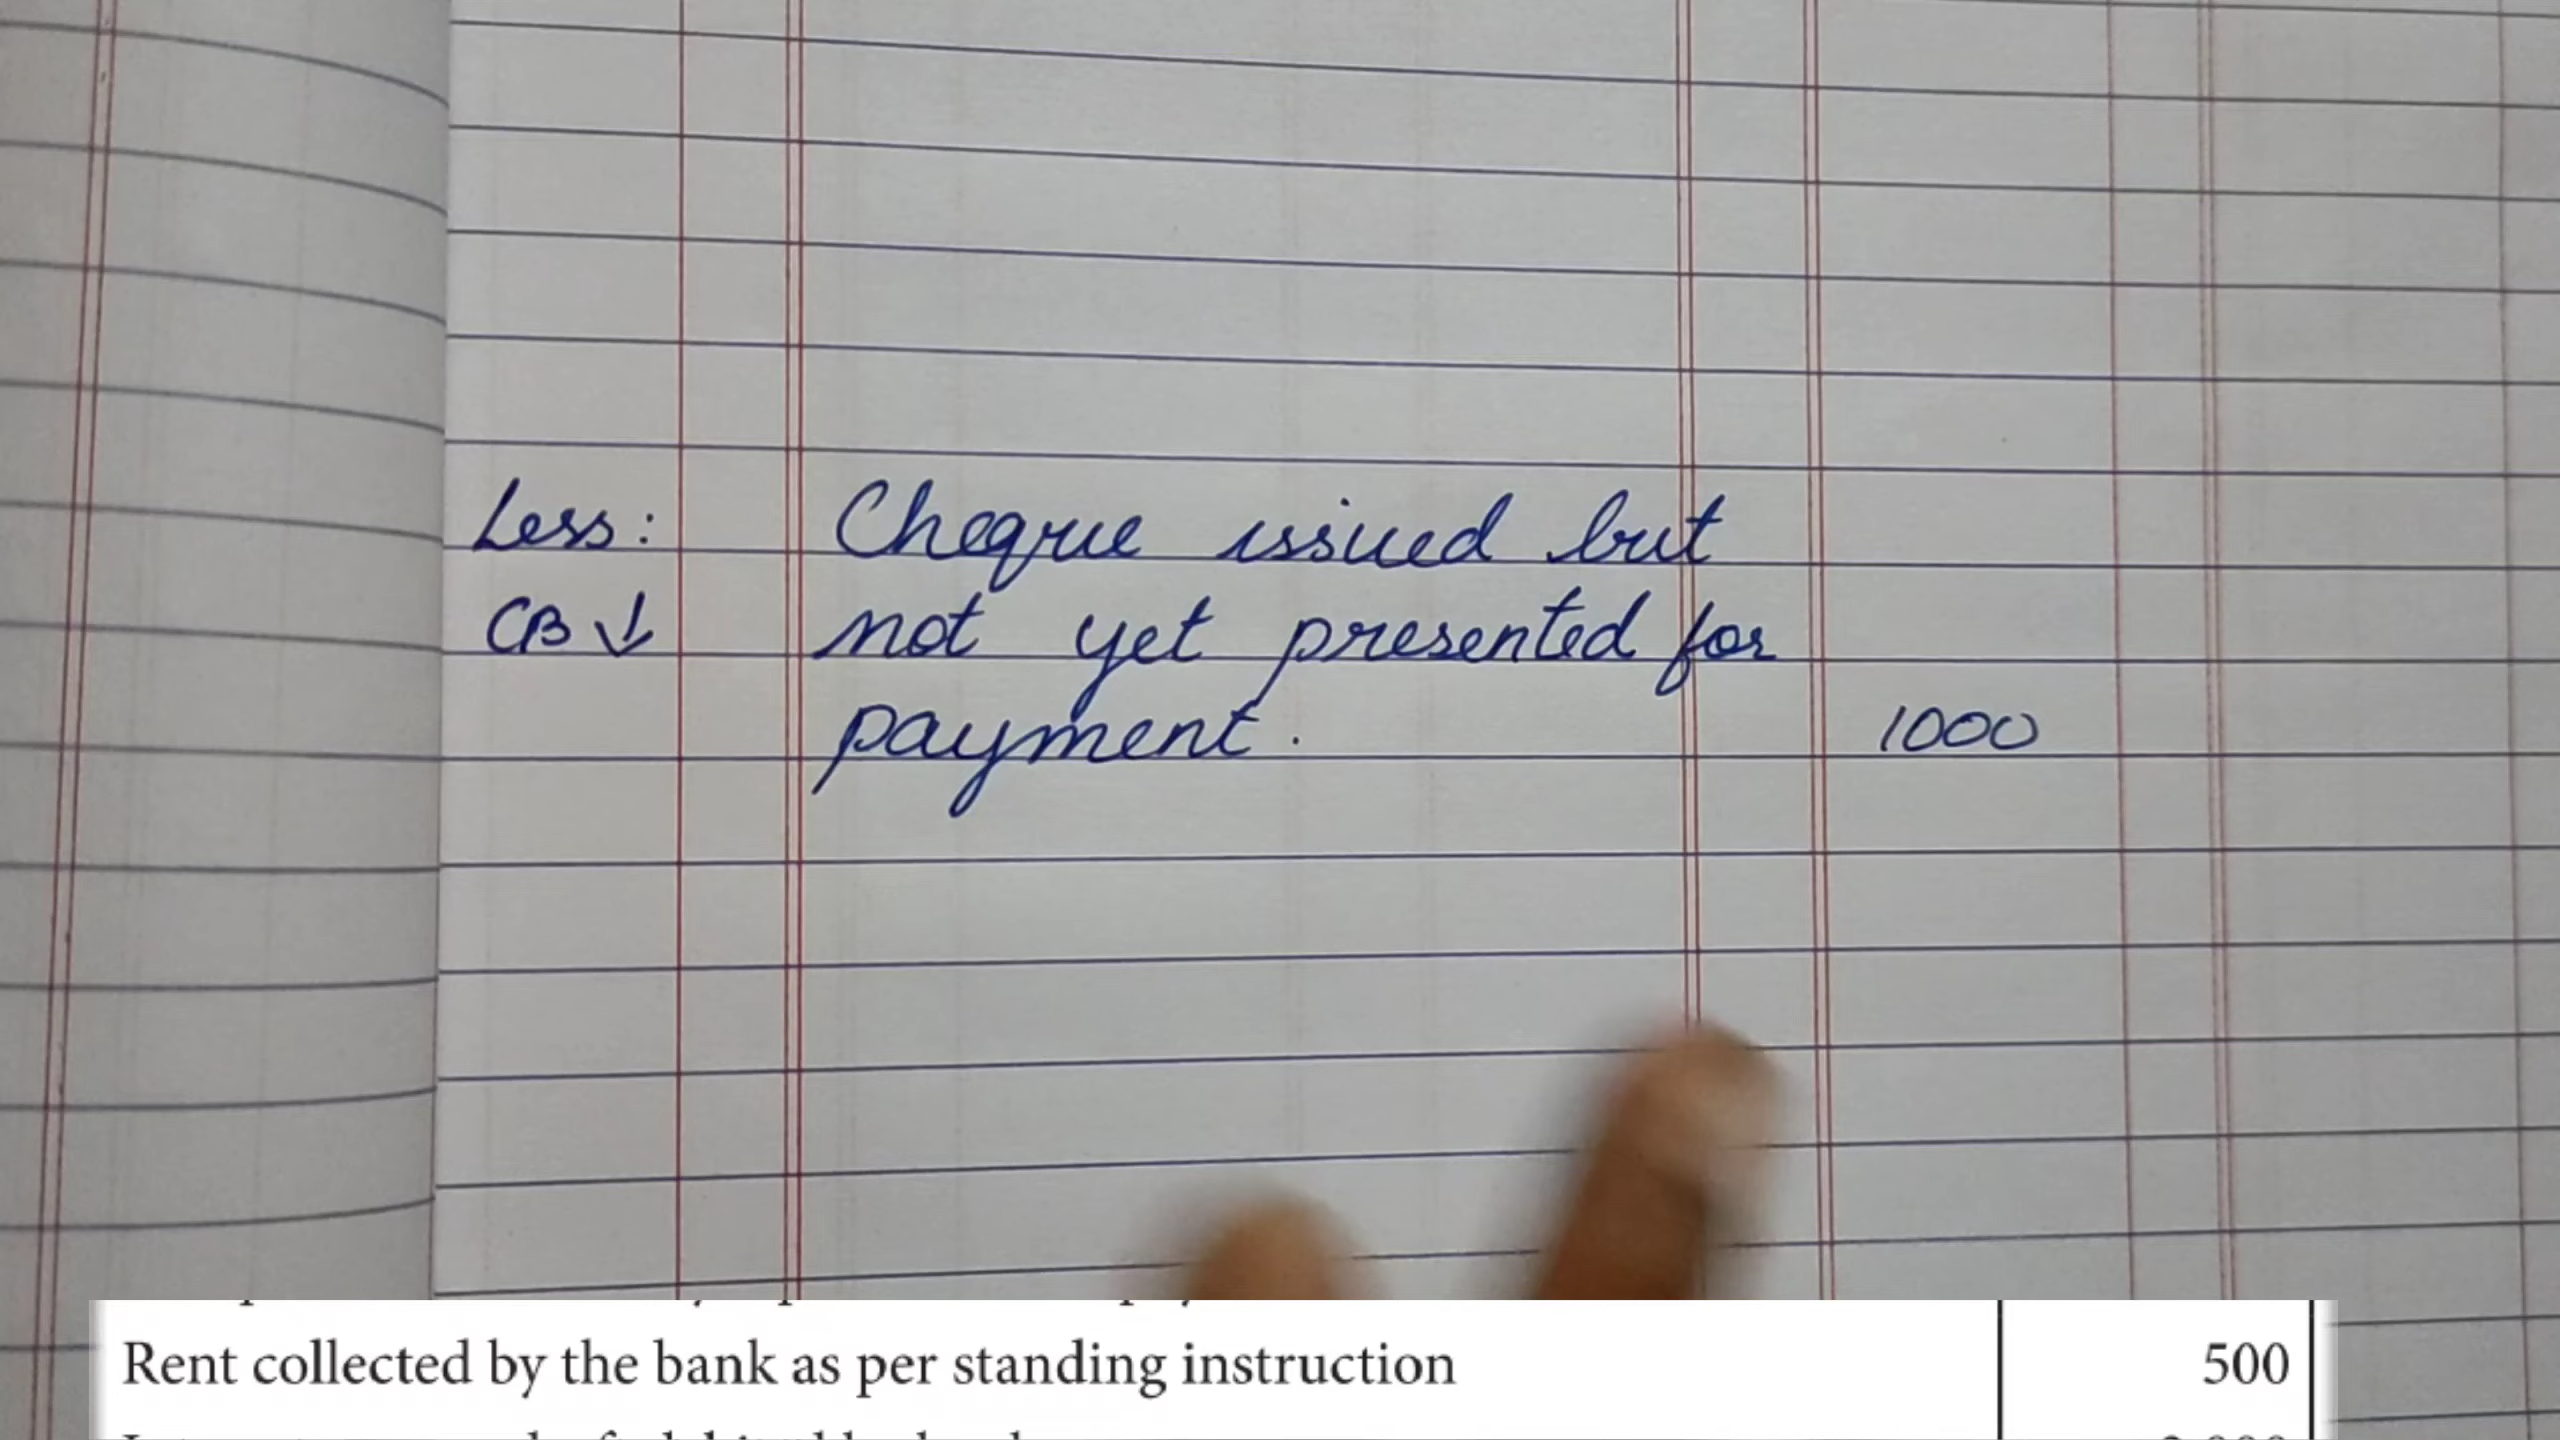 Less: Cheque issued but
CB ↓ not yet presented for
payment. 1000
Rent collected by the bank as per standing instruction 500